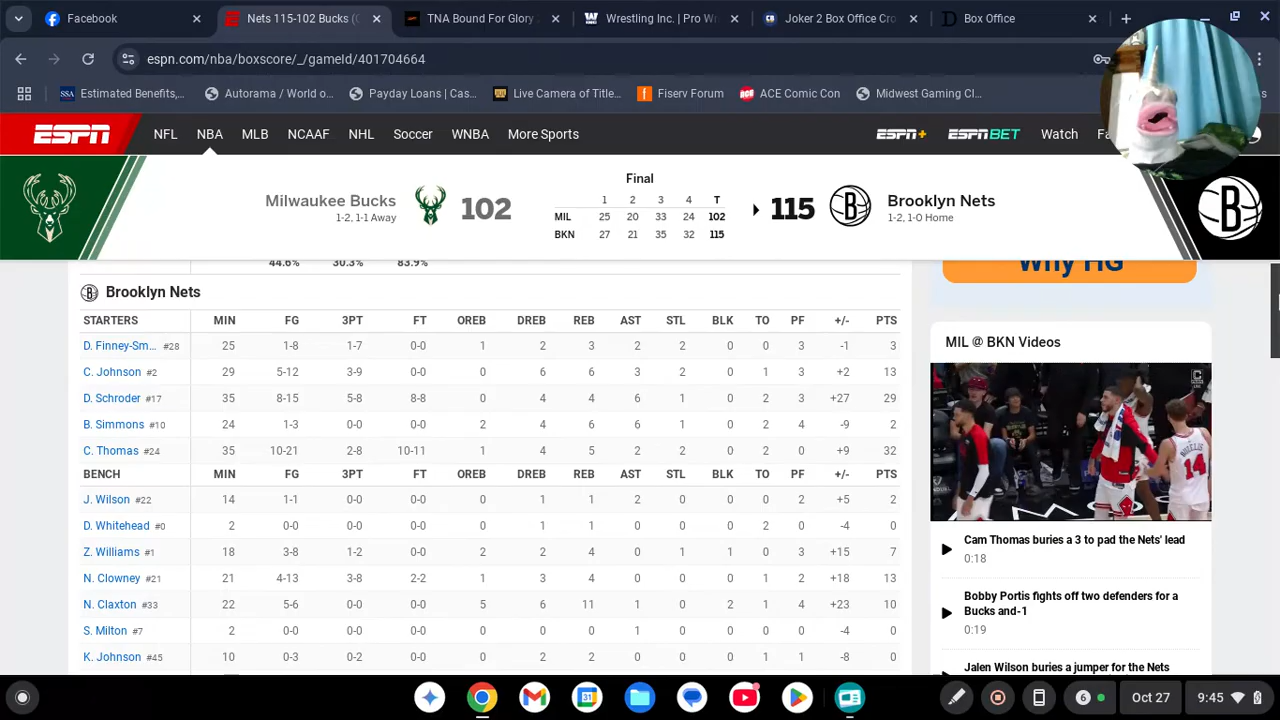 Facebook
Nets 115-102 Bucks (
TNA Bound For Glory
Wrestling Inc. | Pro Wr
Joker 2 Box Office Cro
Box Office
espn.com/nba/boxscore/_/gameId/401704664
Estimated Benefits,...
Autorama / World o...
Payday Loans | Cas...
Live Camera of Title...
Fiserv Forum
ACE Comic Con
Midwest Gaming Cl...
ESPN NFL NBA MLB NCAAF NHL Soccer WNBA More Sports ESPN+ ESPN BET Watch
Final
Milwaukee Bucks 102
1-2, 1-1 Away
1 2 3 4 T
MIL 25 20 33 24 102
BKN 27 21 35 32 115
115 Brooklyn Nets
1-2, 1-0 Home
44.6% 30.3% 83.9%
Brooklyn Nets
STARTERS MIN FG 3PT FT OREB DREB REB AST STL BLK TO PF +/- PTS
D. Finney-Sm... #28 25 1-8 1-7 0-0 1 2 3 2 2 0 0 3 -1 3
C. Johnson #2 29 5-12 3-9 0-0 0 6 6 3 2 0 1 3 +2 13
D. Schroder #17 35 8-15 5-8 8-8 0 4 4 6 1 0 2 3 +27 29
B. Simmons #10 24 1-3 0-0 0-0 2 4 6 6 1 0 2 4 -9 2
C. Thomas #24 35 10-21 2-8 10-11 1 4 5 2 2 0 2 0 +9 32
BENCH MIN FG 3PT FT OREB DREB REB AST STL BLK TO PF +/- PTS
J. Wilson #22 14 1-1 0-0 0-0 0 1 1 2 0 0 0 2 +5 2
D. Whitehead #0 2 0-0 0-0 0-0 0 1 1 0 0 0 2 0 -4 0
Z. Williams #1 18 3-8 1-2 0-0 2 2 4 0 1 1 0 3 +15 7
N. Clowney #21 21 4-13 3-8 2-2 1 3 4 0 0 0 1 2 +18 13
N. Claxton #33 22 5-6 0-0 0-0 5 6 11 1 0 2 1 4 +23 10
S. Milton #7 2 0-0 0-0 0-0 0 0 0 1 0 0 0 0 -4 0
K. Johnson #45 10 0-3 0-2 0-0 0 2 2 0 0 0 1 1 -8 0
Why HG
MIL @ BKN Videos
Cam Thomas buries a 3 to pad the Nets' lead
0:18
Bobby Portis fights off two defenders for a
Bucks and-1
0:19
Jalen Wilson buries a jumper for the Nets
6
Oct 27
9:45